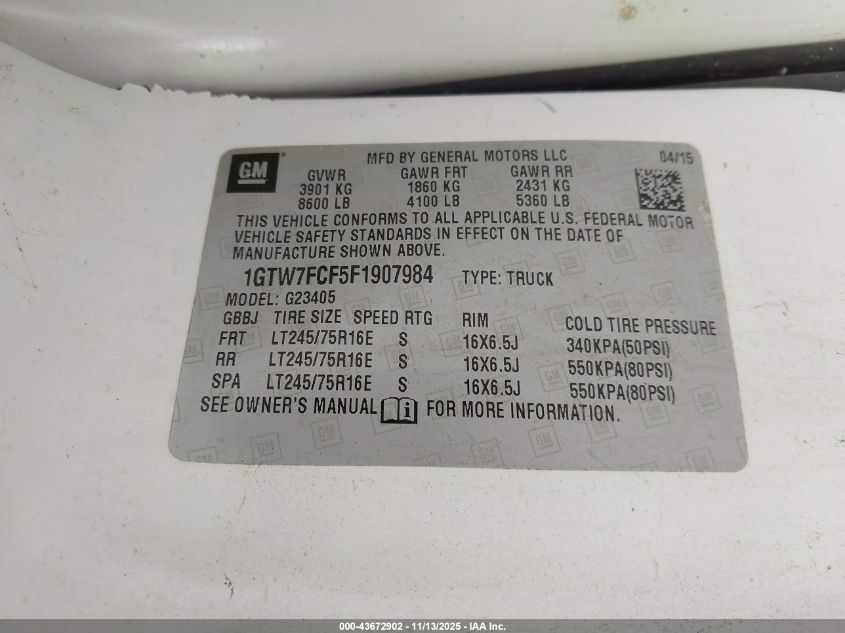 GM
MFD BY GENERAL MOTORS LLC 04/15
GVWR GAWR FRT GAWR RR
3901 KG 1860 KG 2431 KG
8600 LB 4100 LB 5360 LB
THIS VEHICLE CONFORMS TO ALL APPLICABLE U.S. FEDERAL MOTOR
VEHICLE SAFETY STANDARDS IN EFFECT ON THE DATE OF
MANUFACTURE SHOWN ABOVE.
1GTW7FCF5F1907984 TYPE: TRUCK
MODEL: G23405
GBBJ TIRE SIZE SPEED RTG RIM COLD TIRE PRESSURE
FRT LT245/75R16E S 16X6.5J 340KPA(50PSI)
RR LT245/75R16E S 16X6.5J 550KPA(80PSI)
SPA LT245/75R16E S 16X6.5J 550KPA(80PSI)
SEE OWNER'S MANUAL FOR MORE INFORMATION.
000-43672902 - 11/13/2025 - IAA Inc.